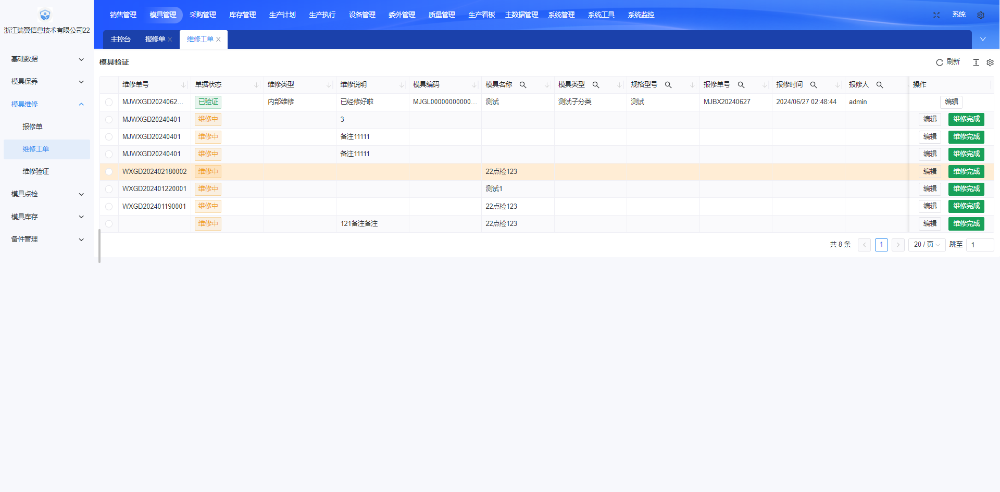 浙江瑞翼信息技术有限公司22
销售管理 模具管理 采购管理 库存管理 生产计划 生产执行 设备管理 委外管理 质量管理 生产看板 主数据管理 系统管理 系统工具 系统监控 系统
主控台 报修单 维修工单
基础数据
模具保养
模具维修
报修单
维修工单
维修验证
模具点检
模具库存
备件管理
模具验证 刷新
维修单号 单据状态 维修类型 维修说明 模具编码 模具名称 模具类型 规格型号 报修单号 报修时间 报修人 操作
MJWXGD2024062... 已验证 内部维修 已经修好啦 MJGL00000000000... 测试 测试子分类 测试 MJBX20240627 2024/06/27 02:48:44 admin 编辑
MJWXGD20240401 维修中 3 编辑 维修完成
MJWXGD20240401 维修中 备注11111 编辑 维修完成
MJWXGD20240401 维修中 备注11111 编辑 维修完成
WXGD202402180002 维修中 22点检123 编辑 维修完成
WXGD202401220001 维修中 测试1 编辑 维修完成
WXGD202401190001 维修中 22点检123 编辑 维修完成
维修中 121备注备注 22点检123 编辑 维修完成
共 8 条 1 20 / 页 跳至 1